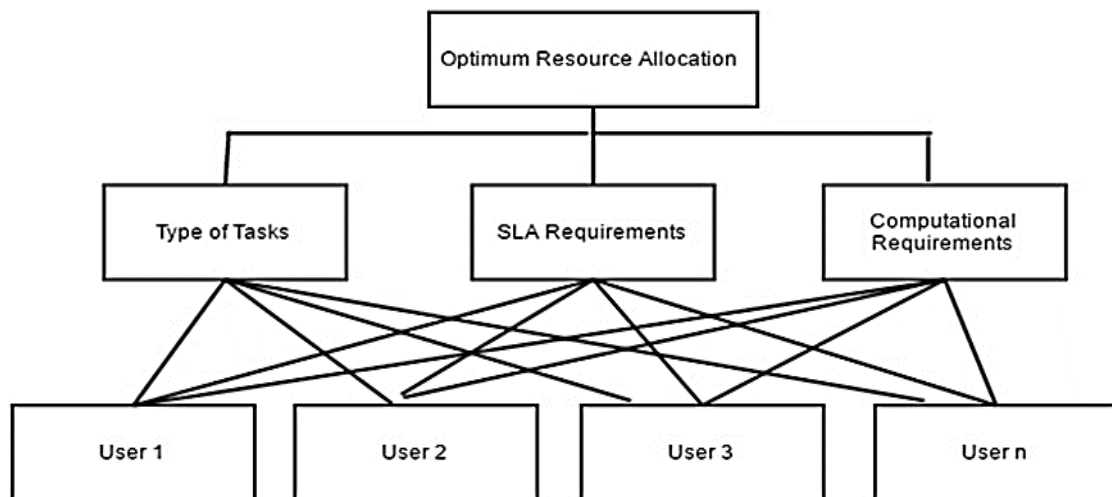 Optimum Resource Allocation
Type of Tasks
SLA Requirements
Computational
Requirements
User 1
User 2
User 3
User n